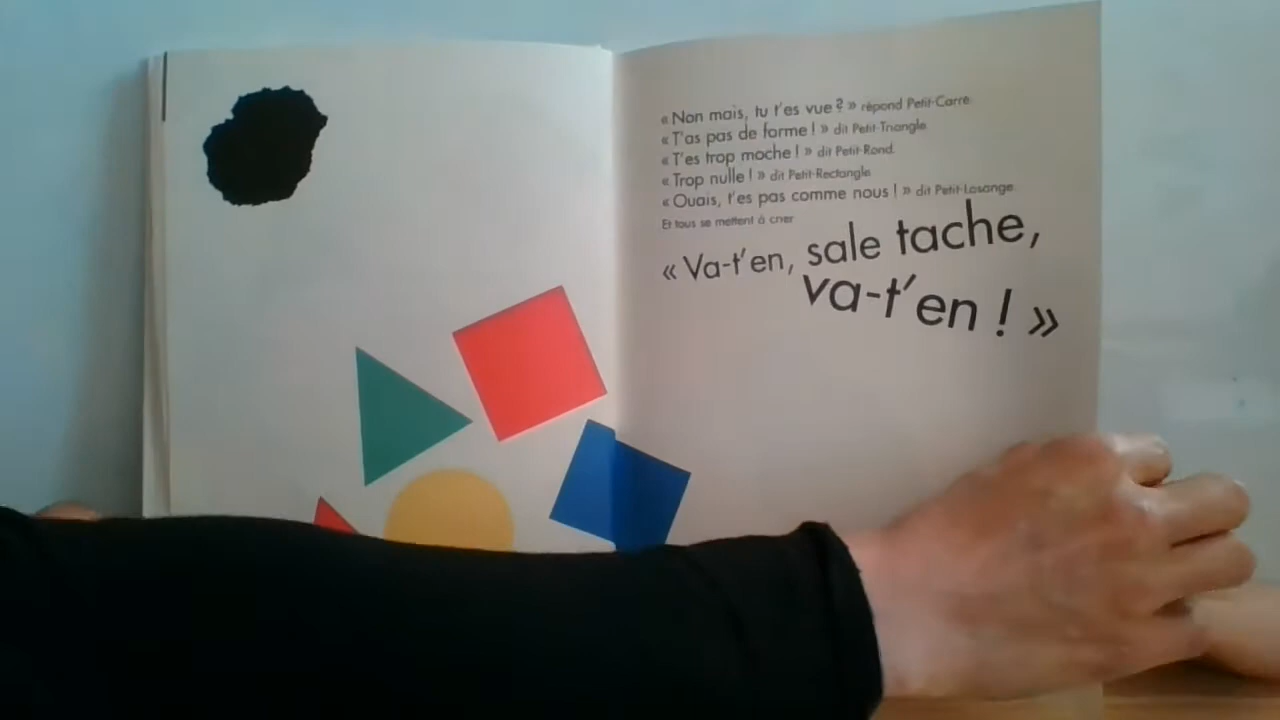 « Non mais, tu t'es vue ? » répond Petit-Carré.
« T'as pas de forme ! » dit Petit-Triangle.
« T'es trop moche ! » dit Petit-Rond.
« Trop nulle ! » dit Petit-Rectangle.
« Ouais, t'es pas comme nous ! » dit Petit-Losange.
Et tous se mettent à crier
« Va-t'en, sale tache,
va-t'en ! »